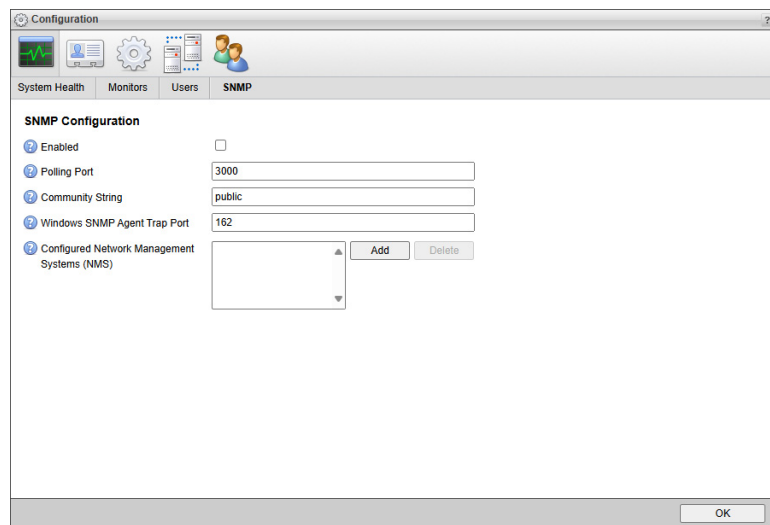 Configuration
?
System Health Monitors Users SNMP
SNMP Configuration
? Enabled
? Polling Port 3000
? Community String public
? Windows SNMP Agent Trap Port 162
? Configured Network Management Add Delete
Systems (NMS)
OK